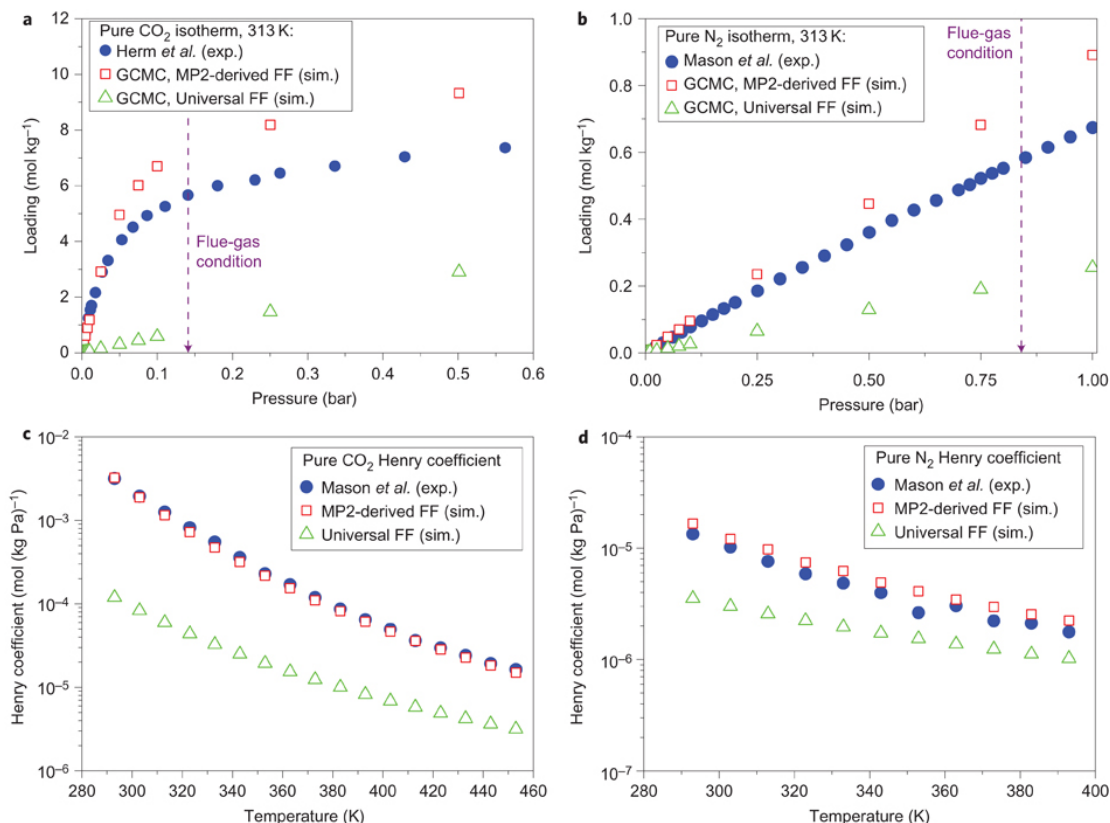 a
Pure CO₂ isotherm, 313 K:
Herm et al. (exp.)
GCMC, MP2-derived FF (sim.)
GCMC, Universal FF (sim.)
Flue-gas
condition
12
10
8
6
4
2
0
0.0 0.1 0.2 0.3 0.4 0.5 0.6
Loading (mol kg⁻¹)
Pressure (bar)
b
Pure N₂ isotherm, 313 K:
Mason et al. (exp.)
GCMC, MP2-derived FF (sim.)
GCMC, Universal FF (sim.)
Flue-gas
condition
1.0
0.8
0.6
0.4
0.2
0.0
0.00 0.25 0.50 0.75 1.00
Loading (mol kg⁻¹)
Pressure (bar)
c
Pure CO₂ Henry coefficient
Mason et al. (exp.)
MP2-derived FF (sim.)
Universal FF (sim.)
10⁻²
10⁻³
10⁻⁴
10⁻⁵
10⁻⁶
280 300 320 340 360 380 400 420 440 460
Henry coefficient (mol (kg Pa)⁻¹)
Temperature (K)
d
Pure N₂ Henry coefficient
Mason et al. (exp.)
MP2-derived FF (sim.)
Universal FF (sim.)
10⁻⁴
10⁻⁵
10⁻⁶
10⁻⁷
280 300 320 340 360 380 400
Henry coefficient (mol (kg Pa)⁻¹)
Temperature (K)